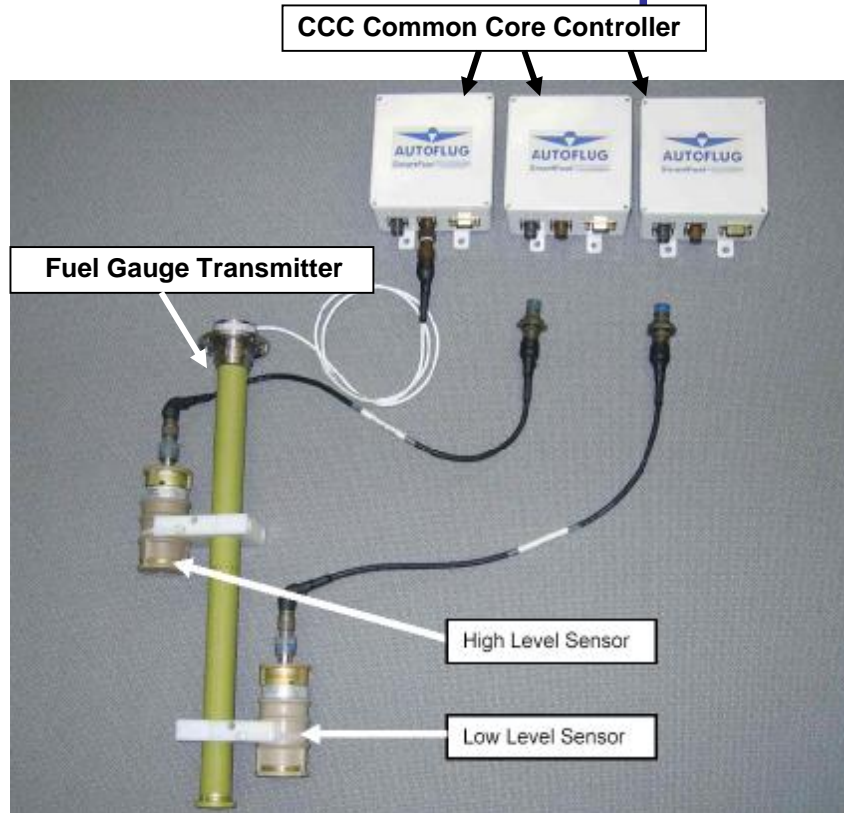 CCC Common Core Controller
AUTOFLUG
AUTOFLUG
AUTOFLUG
Fuel Gauge Transmitter
High Level Sensor
Low Level Sensor